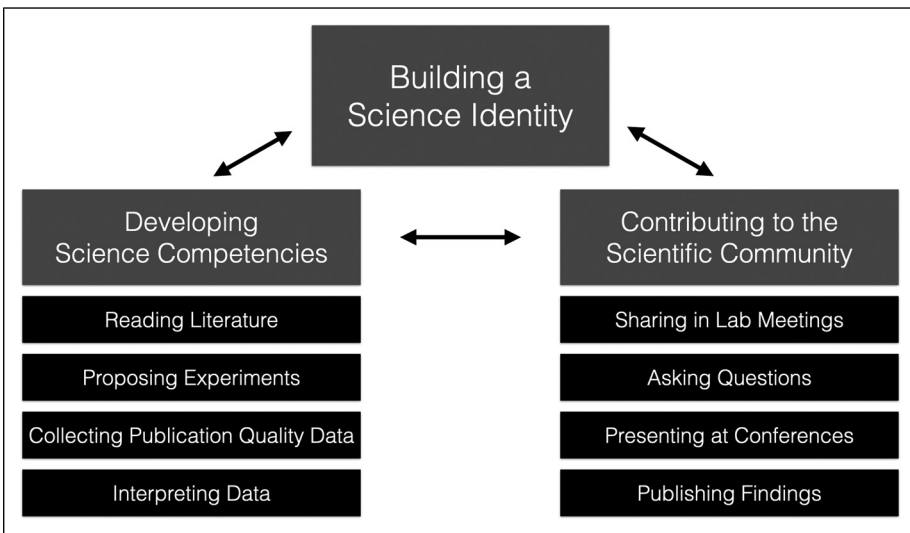 Building a
Science Identity
Developing
Science Competencies
Reading Literature
Proposing Experiments
Collecting Publication Quality Data
Interpreting Data
Contributing to the
Scientific Community
Sharing in Lab Meetings
Asking Questions
Presenting at Conferences
Publishing Findings